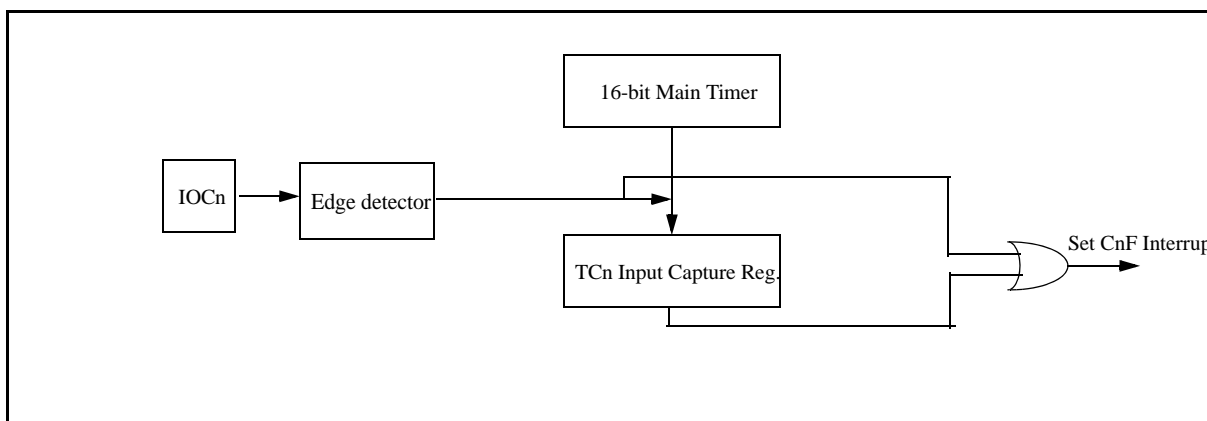 16-bit Main Timer
IOCn
Edge detector
TCn Input Capture Reg.
Set CnF Interrup